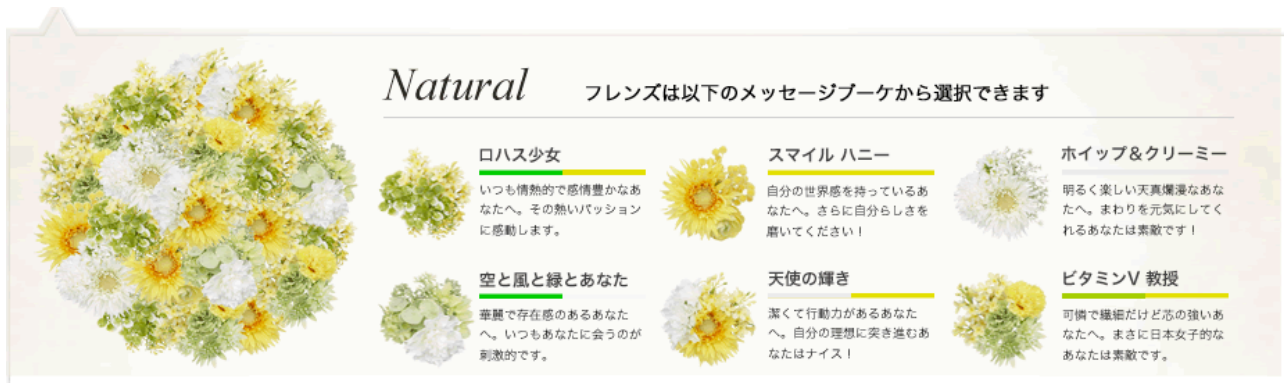 Natural
フレンズは以下のメッセージブーケから選択できます
ロハス少女
いつも情熱的で感情豊かなあ
なたへ。その熱いパッション
に感動します。
スマイル ハニー
自分の世界感を持っているあ
なたへ。さらに自分らしさを
磨いてください！
ホイップ＆クリーミー
明るく楽しい天真爛漫なあな
たへ。まわりを元気にしてく
れるあなたは素敵です！
空と風と緑とあなた
華麗で存在感のあるあなた
へ。いつもあなたに会うのが
刺激的です。
天使の輝き
潔くて行動力があるあなた
へ。自分の理想に突き進むあ
なたはナイス！
ビタミンV 教授
可憐で繊細だけど芯の強いあ
なたへ。まさに日本女子的な
あなたは素敵です。